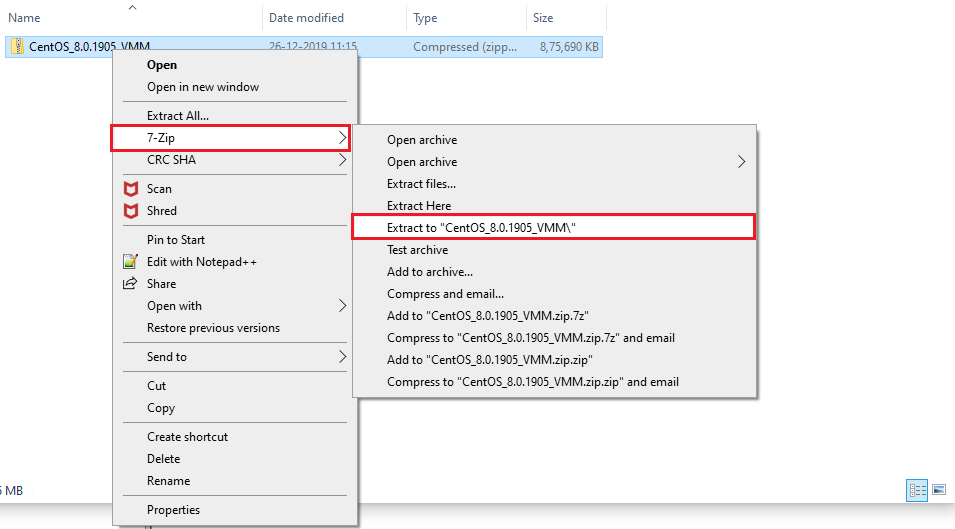 Name Date modified Type Size
CentOS_8.0.1905_VMM 26-12-2019 11:15 Compressed (zipp... 8,75,690 KB
Open
Open in new window
Extract All...
7-Zip
CRC SHA
Scan
Shred
Pin to Start
Edit with Notepad++
Share
Open with
Restore previous versions
Send to
Cut
Copy
Create shortcut
Delete
Rename
Properties
Open archive
Open archive
Extract files...
Extract Here
Extract to "CentOS_8.0.1905_VMM\"
Test archive
Add to archive...
Compress and email...
Add to "CentOS_8.0.1905_VMM.zip.7z"
Compress to "CentOS_8.0.1905_VMM.zip.7z" and email
Add to "CentOS_8.0.1905_VMM.zip.zip"
Compress to "CentOS_8.0.1905_VMM.zip.zip" and email
MB